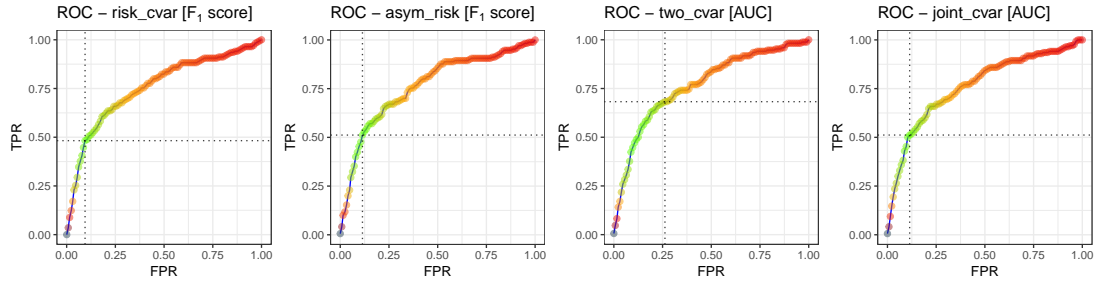 ROC − risk_cvar [F₁ score]
1.00
0.75
0.50
0.25
0.00
TPR
0.00 0.25 0.50 0.75 1.00
FPR
ROC − asym_risk [F₁ score]
1.00
0.75
0.50
0.25
0.00
TPR
0.00 0.25 0.50 0.75 1.00
FPR
ROC − two_cvar [AUC]
1.00
0.75
0.50
0.25
0.00
TPR
0.00 0.25 0.50 0.75 1.00
FPR
ROC − joint_cvar [AUC]
1.00
0.75
0.50
0.25
0.00
TPR
0.00 0.25 0.50 0.75 1.00
FPR